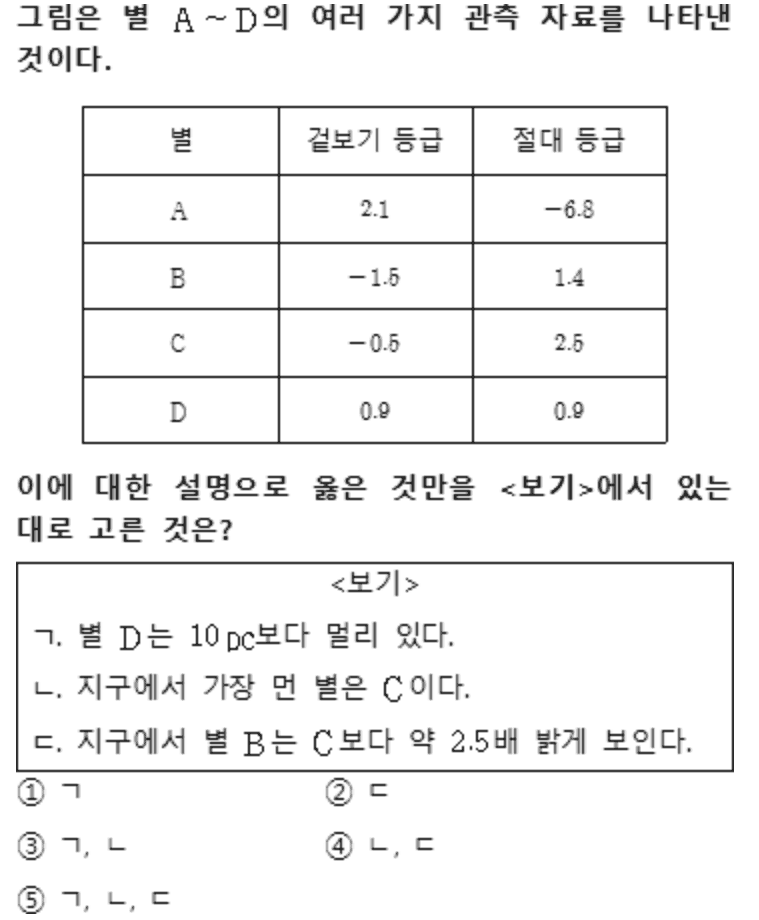 그림은 별 A ~ D의 여러 가지 관측 자료를 나타낸
것이다.
별 겉보기 등급 절대 등급
A 2.1 −6.8
B −1.5 1.4
C −0.5 2.5
D 0.9 0.9
이에 대한 설명으로 옳은 것만을 <보기>에서 있는
대로 고른 것은?
<보기>
ㄱ. 별 D는 10pc보다 멀리 있다.
ㄴ. 지구에서 가장 먼 별은 C이다.
ㄷ. 지구에서 별 B는 C보다 약 2.5배 밝게 보인다.
① ㄱ ② ㄷ
③ ㄱ, ㄴ ④ ㄴ, ㄷ
⑤ ㄱ, ㄴ, ㄷ